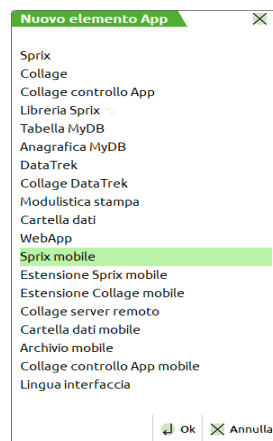 Nuovo elemento App
Sprix
Collage
Collage controllo App
Libreria Sprix
Tabella MyDB
Anagrafica MyDB
DataTrek
Collage DataTrek
Modulistica stampa
Cartella dati
WebApp
Sprix mobile
Estensione Sprix mobile
Estensione Collage mobile
Collage server remoto
Cartella dati mobile
Archivio mobile
Collage controllo App mobile
Lingua interfaccia
Ok Annulla